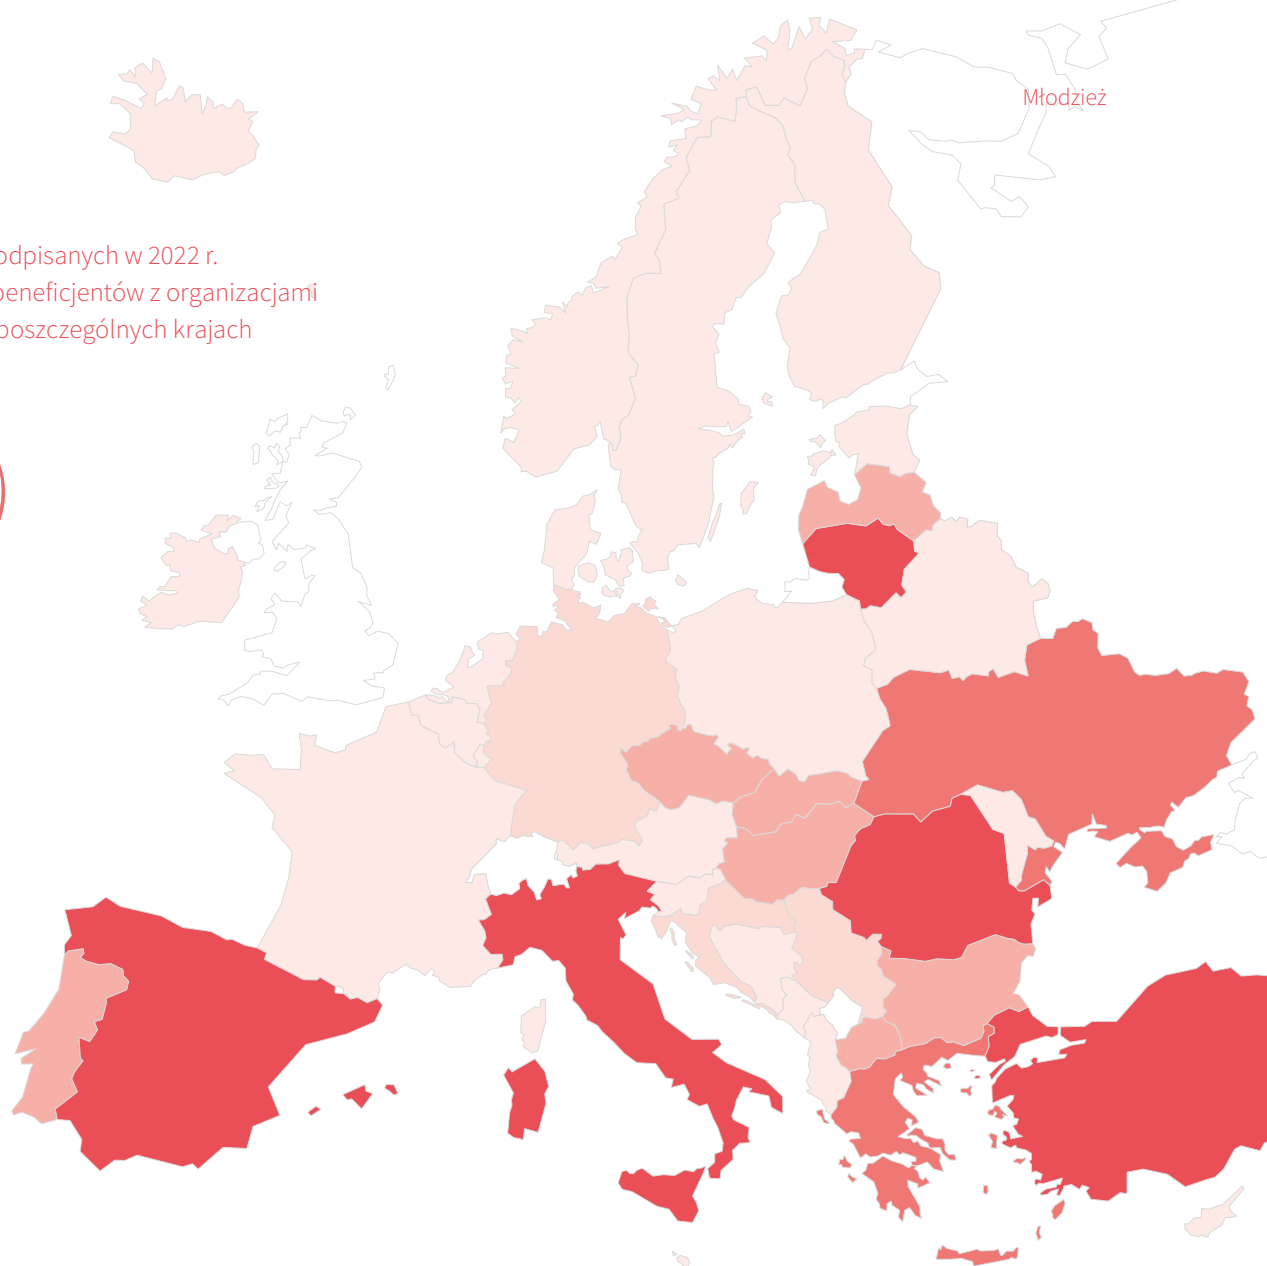 Młodzież
odpisanych w 2022 r.
beneficjentów z organizacjami
poszczególnych krajach